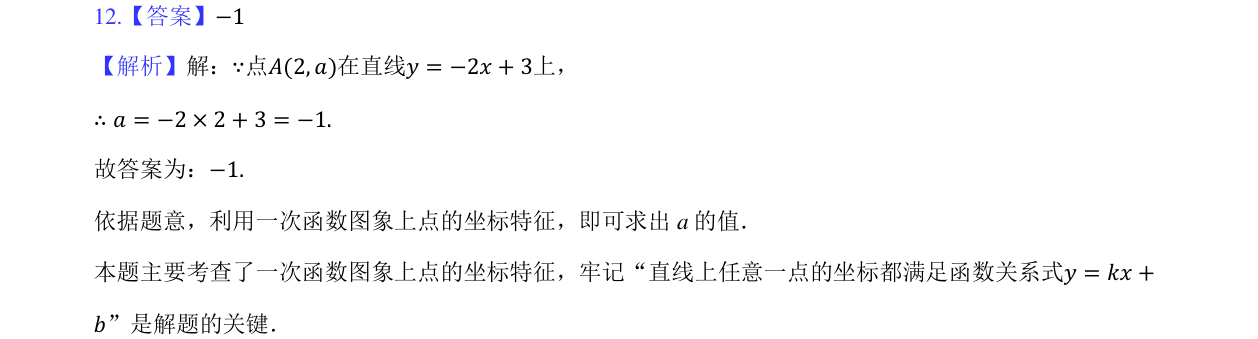 12.【答案】−1
【解析】解：∵点A(2, a)在直线y = −2x + 3上，
∴ a = −2 × 2 + 3 = −1.
故答案为：−1.
依据题意，利用一次函数图象上点的坐标特征，即可求出 a 的值．
本题主要考查了一次函数图象上点的坐标特征，牢记“直线上任意一点的坐标都满足函数关系式y = kx +
b”是解题的关键．